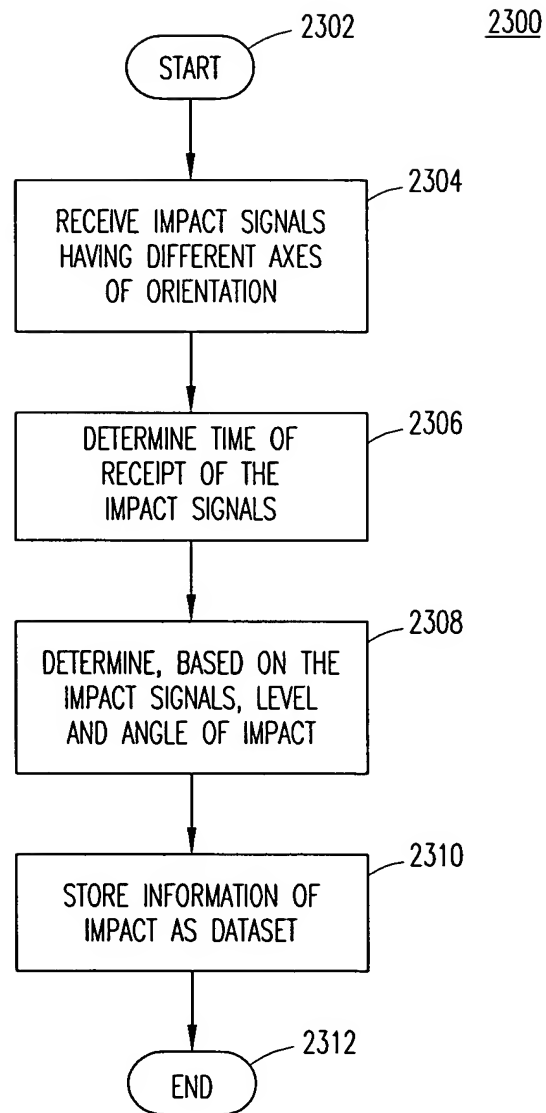 2300
2302
START
2304
RECEIVE IMPACT SIGNALS
HAVING DIFFERENT AXES
OF ORIENTATION
2306
DETERMINE TIME OF
RECEIPT OF THE
IMPACT SIGNALS
2308
DETERMINE, BASED ON THE
IMPACT SIGNALS, LEVEL
AND ANGLE OF IMPACT
2310
STORE INFORMATION OF
IMPACT AS DATASET
2312
END